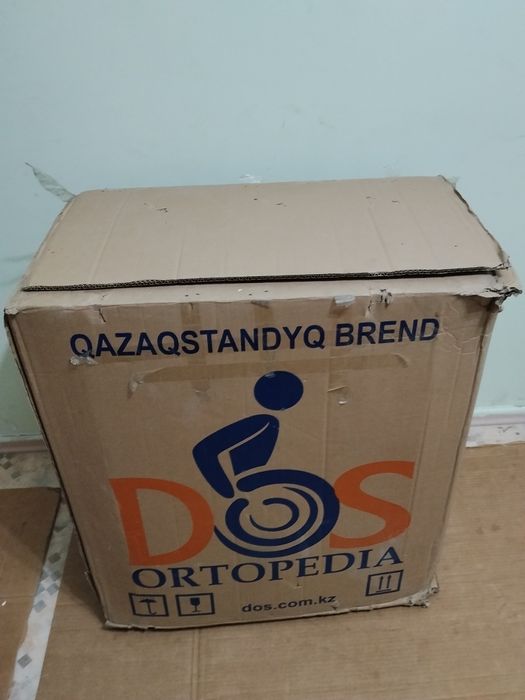 QAZAQSTANDYQ BREND
DOS
ORTOPEDIA
dos.com.kz